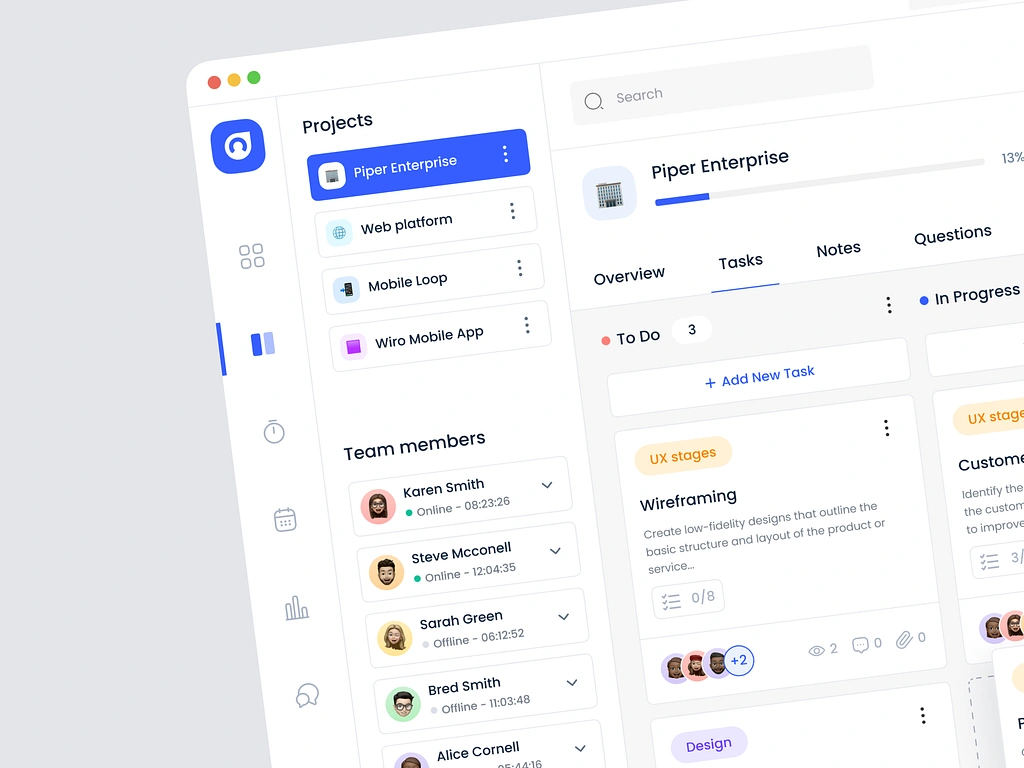 Projects
Piper Enterprise
Web platform
Mobile Loop
Wiro Mobile App
Team members
Karen Smith
Online - 08:23:26
Steve Mcconell
Online - 12:04:35
Sarah Green
Offline - 06:12:52
Bred Smith
Offline - 11:03:48
Alice Cornell
05:44:16
Search
Piper Enterprise
13%
Overview
Tasks
Notes
Questions
To Do
3
+ Add New Task
UX stages
Wireframing
Create low-fidelity designs that outline the
basic structure and layout of the product or
service...
0/8
+2
2
0
0
Design
In Progress
UX stage
Custome
Identify the
the custom
to improve
3/